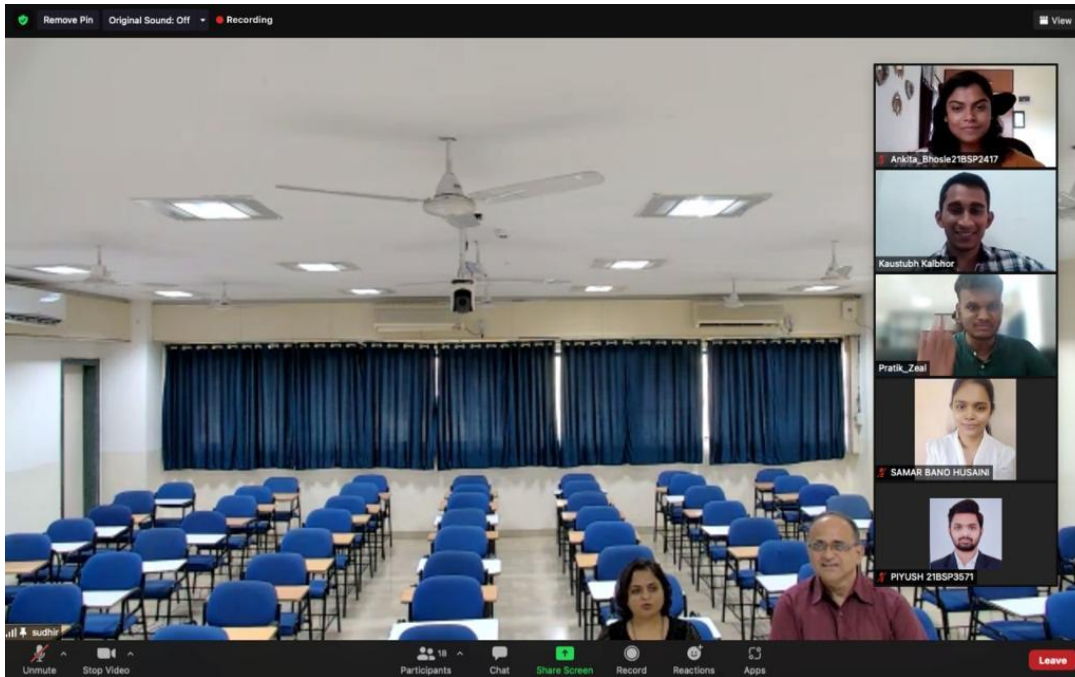 Remove Pin Original Sound: Off Recording View
Ankita_Bhosle21BSP2417
Kaustubh Kalbhor
Pratik_Zeal
SAMAR BANO HUSAINI
PIYUSH 21BSP3571
sudhir
Unmute Stop Video Participants 18 Chat Share Screen Record Reactions Apps Leave